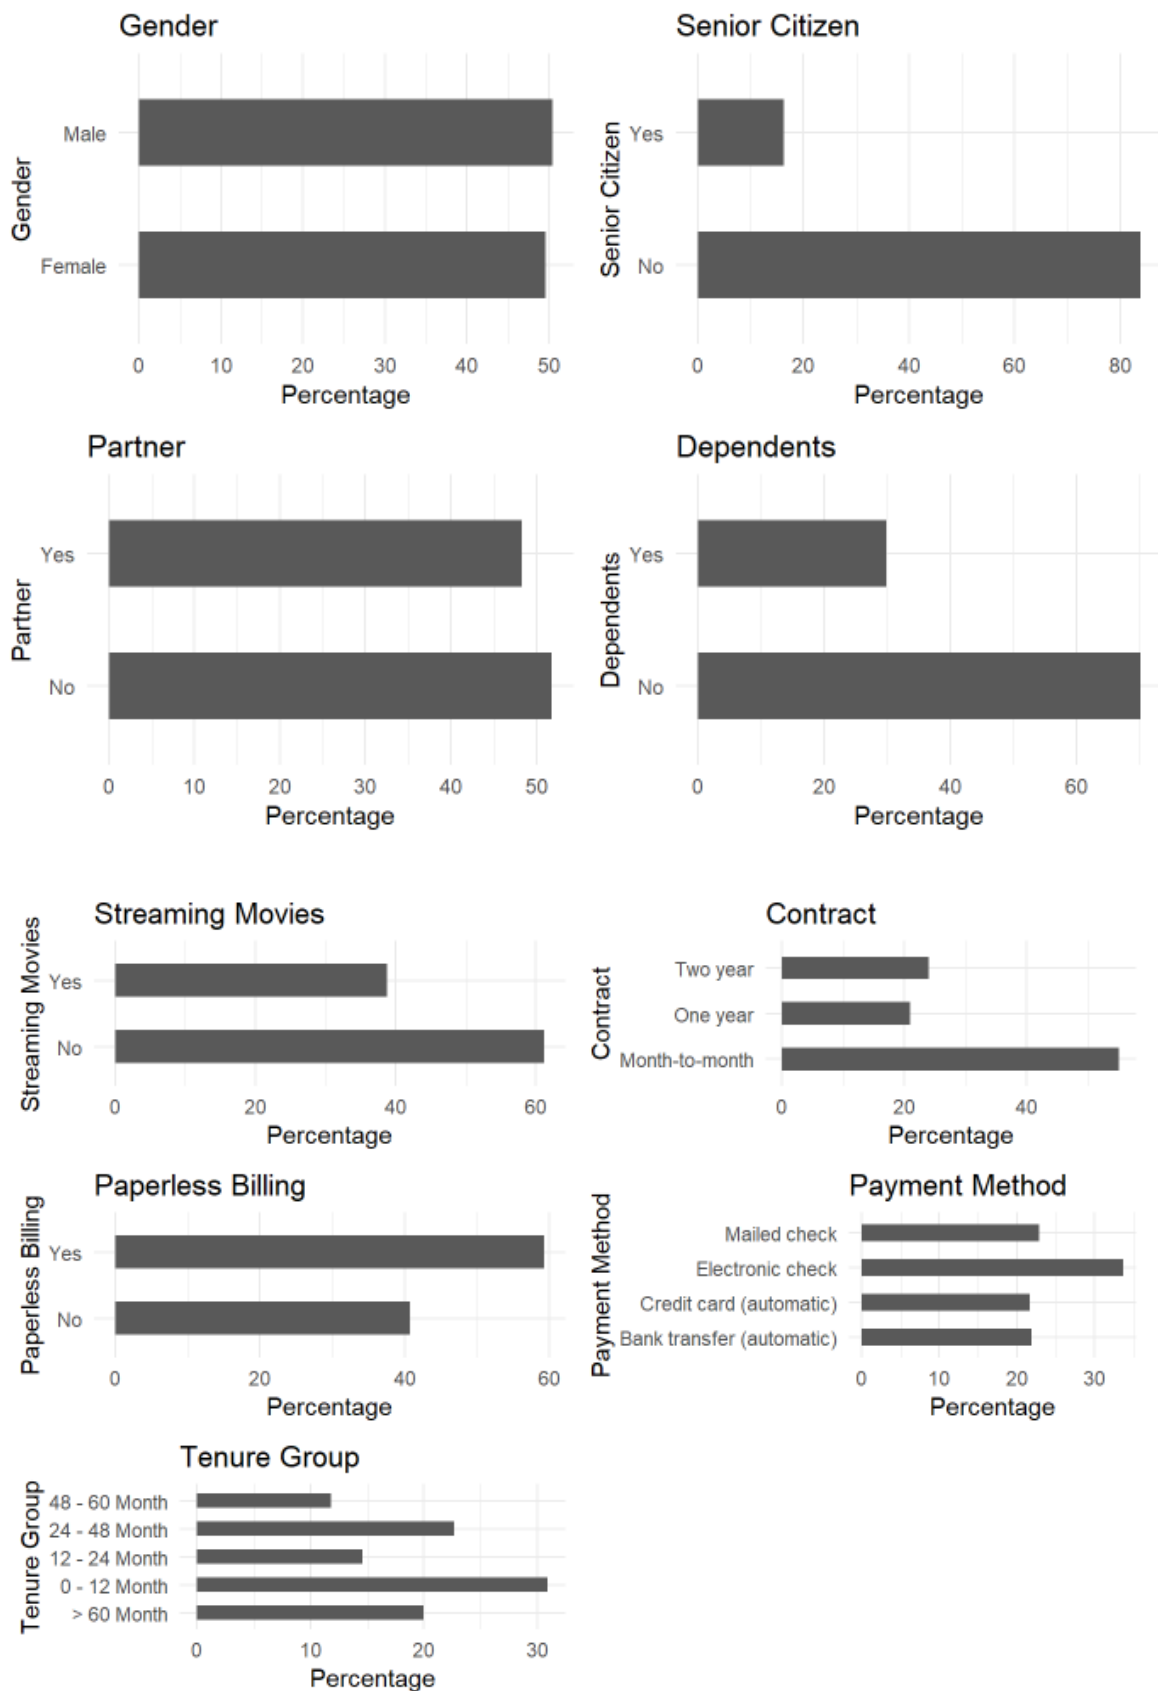 Gender
Gender
Male
Female
0 10 20 30 40 50
Percentage
Senior Citizen
Senior Citizen
Yes
No
0 20 40 60 80
Percentage
Partner
Partner
Yes
No
0 10 20 30 40 50
Percentage
Dependents
Dependents
Yes
No
0 20 40 60
Percentage
Streaming Movies
Streaming Movies
Yes
No
0 20 40 60
Percentage
Contract
Contract
Two year
One year
Month-to-month
0 20 40
Percentage
Paperless Billing
Paperless Billing
Yes
No
0 20 40 60
Percentage
Payment Method
Payment Method
Mailed check
Electronic check
Credit card (automatic)
Bank transfer (automatic)
0 10 20 30
Percentage
Tenure Group
Tenure Group
48 - 60 Month
24 - 48 Month
12 - 24 Month
0 - 12 Month
> 60 Month
0 10 20 30
Percentage